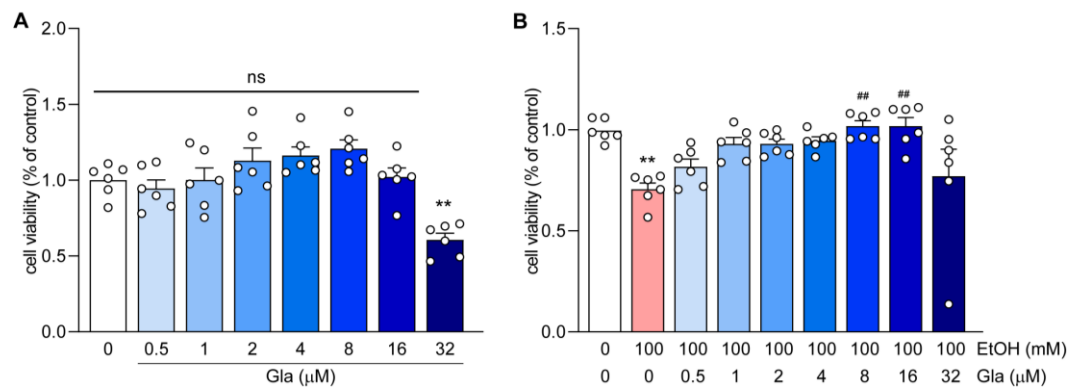 A
cell viability (% of control)
2.0
1.5
1.0
0.5
0.0
ns
**
0 0.5 1 2 4 8 16 32
Gla (μM)
B
cell viability (% of control)
1.5
1.0
0.5
0.0
**
##
##
0 100 100 100 100 100 100 100 100 EtOH (mM)
0 0 0.5 1 2 4 8 16 32 Gla (μM)